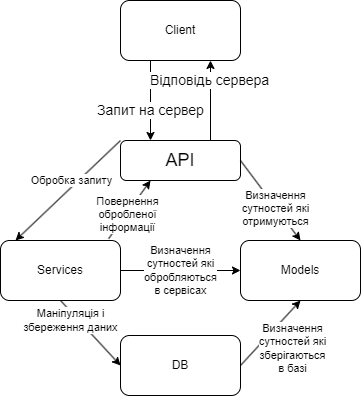 Client
Відповідь сервера
Запит на сервер
API
Обробка запиту
Повернення
обробленої
інформації
Визначення
сутностей які
отримуються
Services
Визначення
сутностей які
обробляються
в сервісах
Models
Маніпуляція і
збереження даних
Визначення
сутностей які
зберігаються
в базі
DB